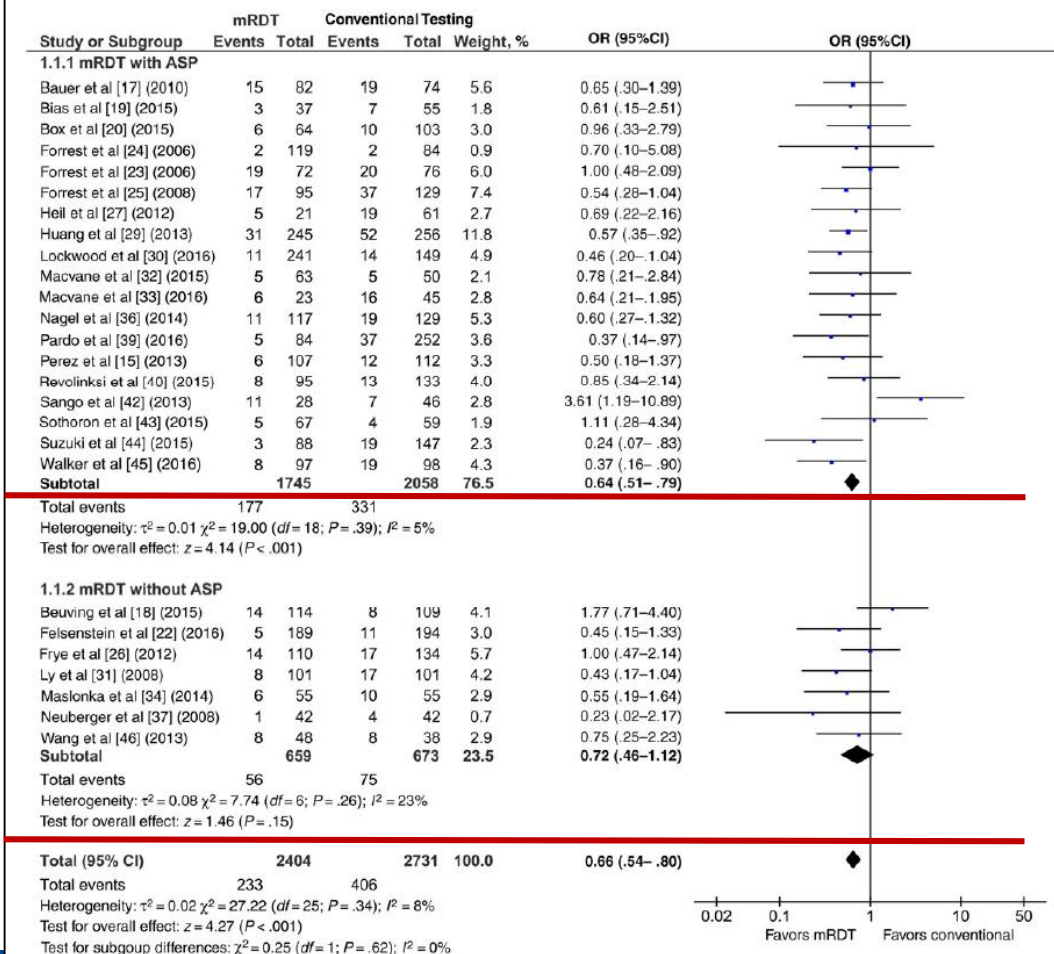 mRDT Conventional Testing
Study or Subgroup Events Total Events Total Weight, % OR (95%CI) OR (95%CI)
1.1.1 mRDT with ASP
Bauer et al [17] (2010) 15 82 19 74 5.6 0.65 (.30–1.39)
Bias et al [19] (2015) 3 37 7 55 1.8 0.61 (.15–2.51)
Box et al [20] (2015) 6 64 10 103 3.0 0.96 (.33–2.79)
Forrest et al [24] (2006) 2 119 2 84 0.9 0.70 (.10–5.08)
Forrest et al [23] (2006) 19 72 20 76 6.0 1.00 (.48–2.09)
Forrest et al [25] (2008) 17 95 37 129 7.4 0.54 (.28–1.04)
Heil et al [27] (2012) 5 21 19 61 2.7 0.69 (.22–2.16)
Huang et al [29] (2013) 31 245 52 256 11.8 0.57 (.35–.92)
Lockwood et al [30] (2016) 11 241 14 149 4.9 0.46 (.20–.1.04)
Macvane et al [32] (2015) 5 63 5 50 2.1 0.78 (.21–.2.84)
Macvane et al [33] (2016) 6 23 16 45 2.8 0.64 (.21–.1.95)
Nagel et al [36] (2014) 11 117 19 129 5.3 0.60 (.27–.1.32)
Pardo et al [39] (2016) 5 84 37 252 3.6 0.37 (.14–.97)
Perez et al [15] (2013) 6 107 12 112 3.3 0.50 (.18–1.37)
Revolinksi et al [40] (2015) 8 95 13 133 4.0 0.85 (.34–2.14)
Sango et al [42] (2013) 11 28 7 46 2.8 3.61 (1.19–10.89)
Sothoron et al [43] (2015) 5 67 4 59 1.9 1.11 (.28–4.34)
Suzuki et al [44] (2015) 3 88 19 147 2.3 0.24 (.07– .83)
Walker et al [45] (2016) 8 97 19 98 4.3 0.37 (.16– .90)
Subtotal 1745 2058 76.5 0.64 (.51– .79)
Total events 177 331
Heterogeneity: τ² = 0.01 χ² = 19.00 (df = 18; P = .39); I² = 5%
Test for overall effect: z = 4.14 (P < .001)
1.1.2 mRDT without ASP
Beuving et al [18] (2015) 14 114 8 109 4.1 1.77 (.71–4.40)
Felsenstein et al [22] (2016) 5 189 11 194 3.0 0.45 (.15–1.33)
Frye et al [26] (2012) 14 110 17 134 5.7 1.00 (.47–2.14)
Ly et al [31] (2008) 8 101 17 101 4.2 0.43 (.17–1.04)
Maslonka et al [34] (2014) 6 55 10 55 2.9 0.55 (.19–1.64)
Neuberger et al [37] (2008) 1 42 4 42 0.7 0.23 (.02–2.17)
Wang et al [46] (2013) 8 48 8 38 2.9 0.75 (.25–2.23)
Subtotal 659 673 23.5 0.72 (.46–1.12)
Total events 56 75
Heterogeneity: τ² = 0.08 χ² = 7.74 (df = 6; P = .26); I² = 23%
Test for overall effect: z = 1.46 (P = .15)
Total (95% CI) 2404 2731 100.0 0.66 (.54– .80)
Total events 233 406
Heterogeneity: τ² = 0.02 χ² = 27.22 (df = 25; P = .34); I² = 8%
Test for overall effect: z = 4.27 (P < .001)
Test for subgoup differences: χ² = 0.25 (df = 1; P = .62); I² = 0%
0.02 0.1 1 10 50
Favors mRDT Favors conventional